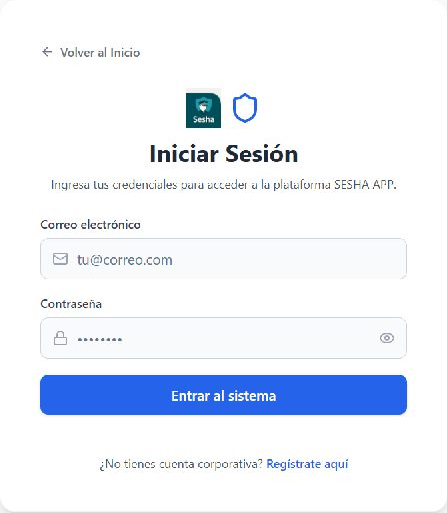 Volver al Inicio
Sesha
Iniciar Sesión
Ingresa tus credenciales para acceder a la plataforma SESHA APP.
Correo electrónico
tu@correo.com
Contraseña
••••••••
Entrar al sistema
¿No tienes cuenta corporativa? Regístrate aquí